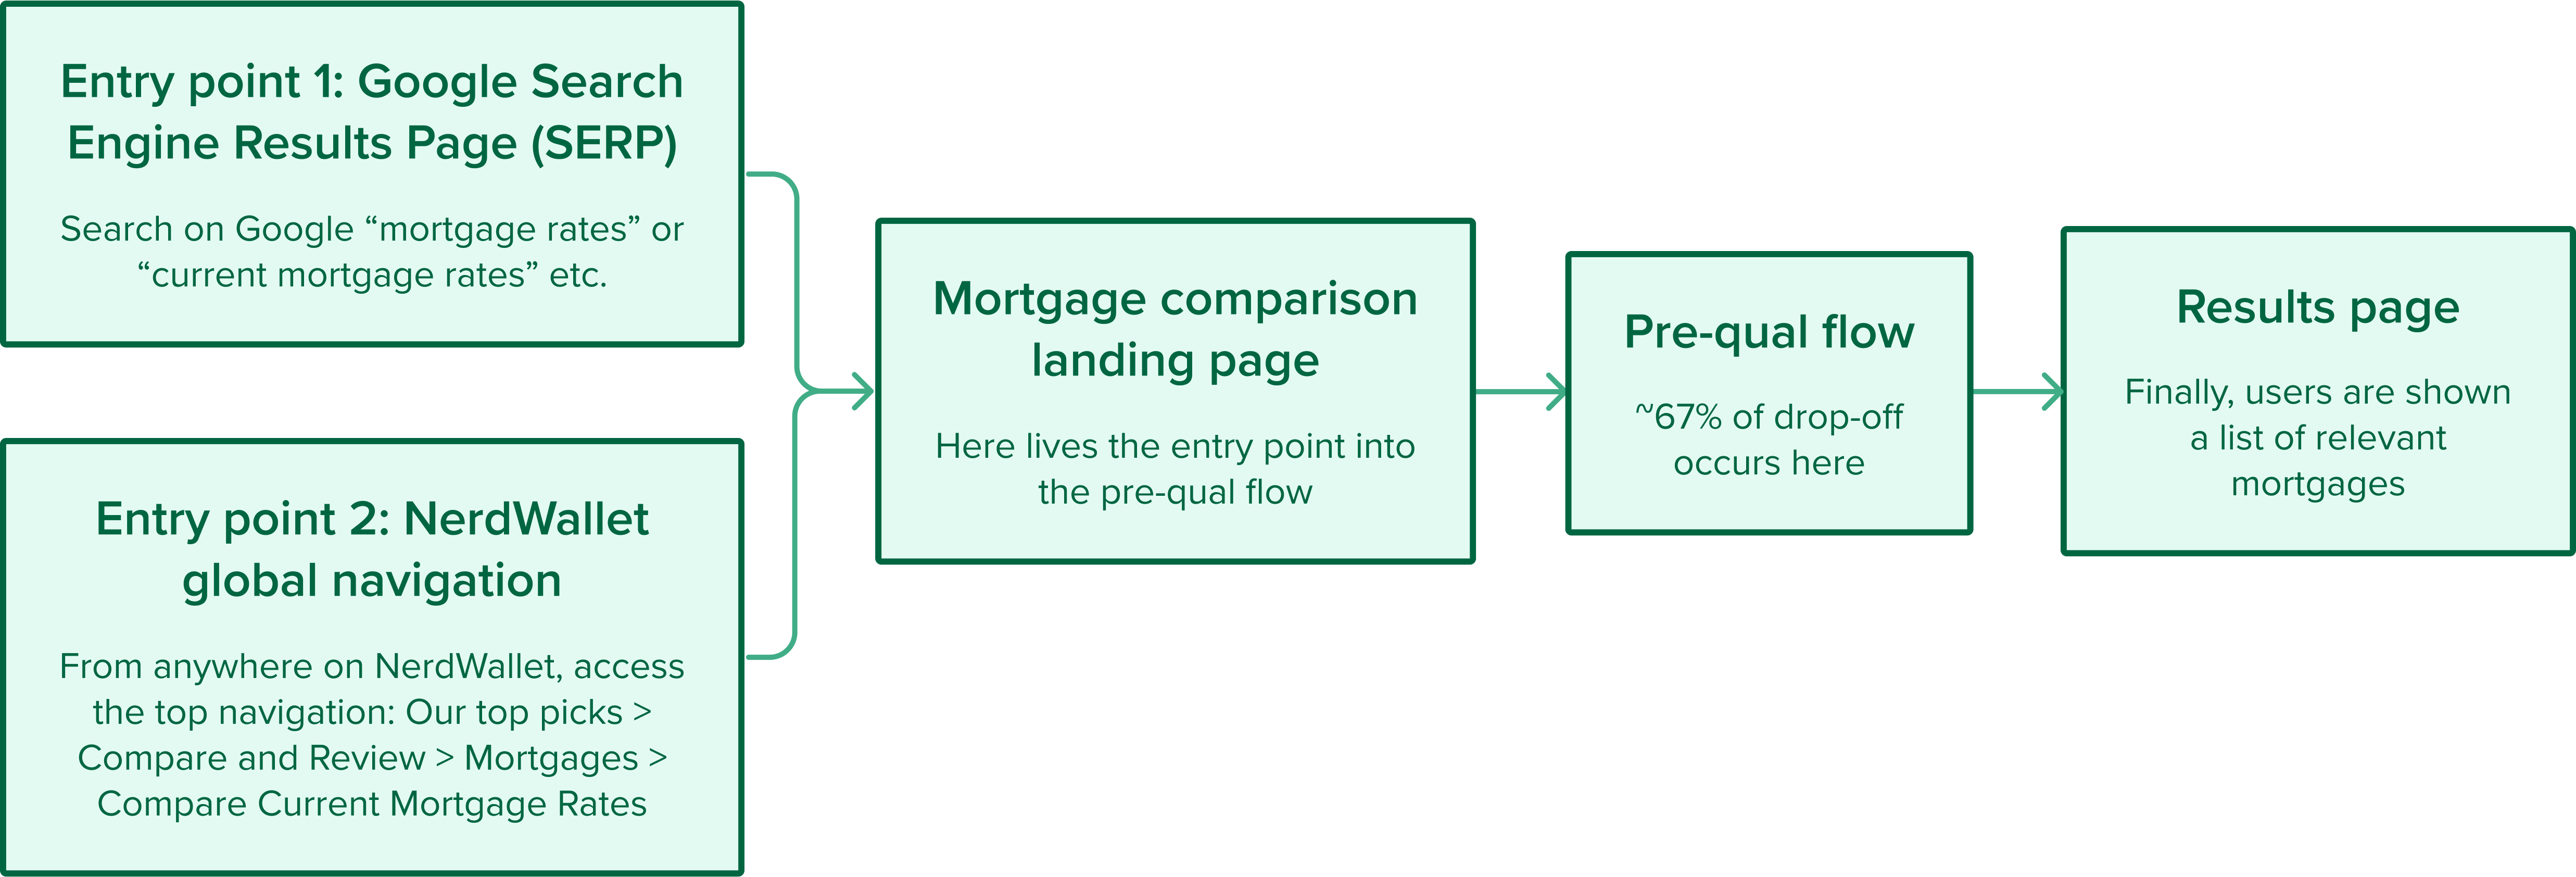 Entry point 1: Google Search
Engine Results Page (SERP)
Search on Google “mortgage rates” or
“current mortgage rates” etc.
Entry point 2: NerdWallet
global navigation
From anywhere on NerdWallet, access
the top navigation: Our top picks >
Compare and Review > Mortgages >
Compare Current Mortgage Rates
Mortgage comparison
landing page
Here lives the entry point into
the pre-qual flow
Pre-qual flow
~67% of drop-off
occurs here
Results page
Finally, users are shown
a list of relevant
mortgages